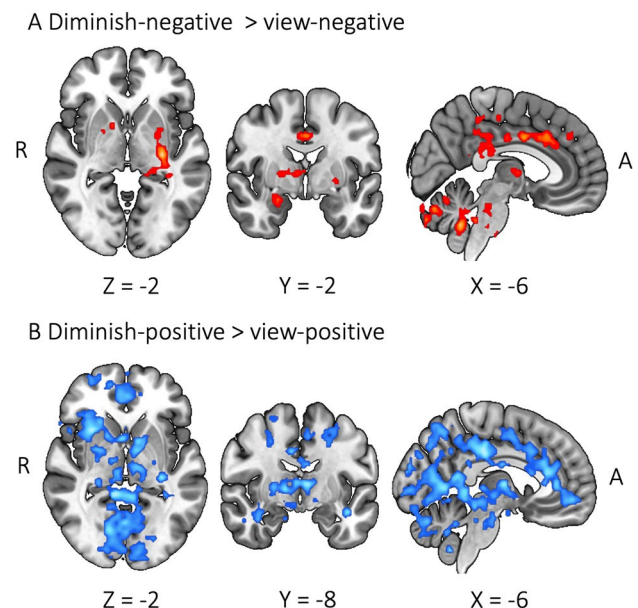 A Diminish-negative > view-negative
R
A
Z = -2 Y = -2 X = -6
B Diminish-positive > view-positive
R
A
Z = -2 Y = -8 X = -6